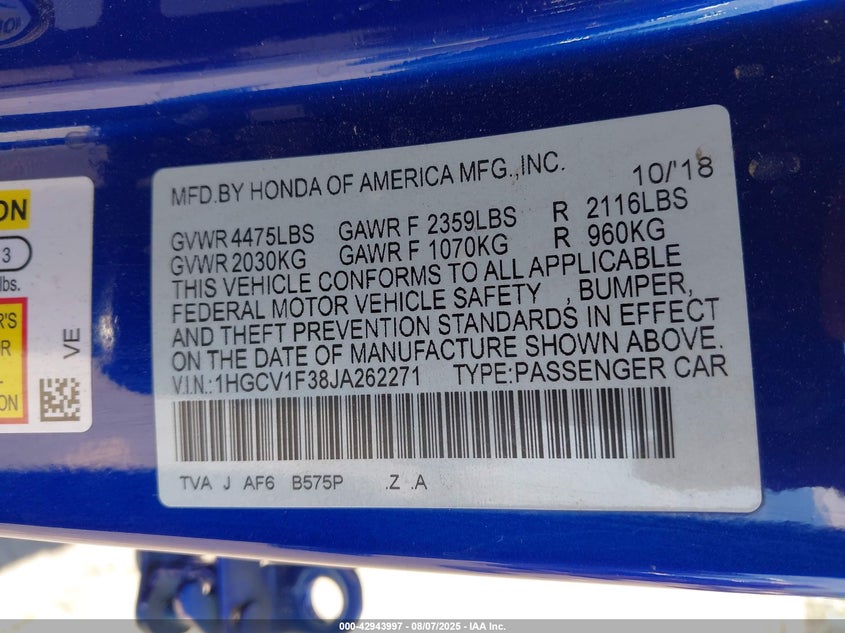 MFD.BY HONDA OF AMERICA MFG.,INC. 10/'18
GVWR 4475LBS GAWR F 2359LBS R 2116LBS
GVWR 2030KG GAWR F 1070KG R 960KG
THIS VEHICLE CONFORMS TO ALL APPLICABLE
FEDERAL MOTOR VEHICLE SAFETY , BUMPER,
AND THEFT PREVENTION STANDARDS IN EFFECT
ON THE DATE OF MANUFACTURE SHOWN ABOVE.
V.I.N.:1HGCV1F38JA262271 TYPE:PASSENGER CAR
TVA J AF6 B575P .Z .A
3
lbs.
VE
000-42943997 - 08/07/2025 - IAA Inc.